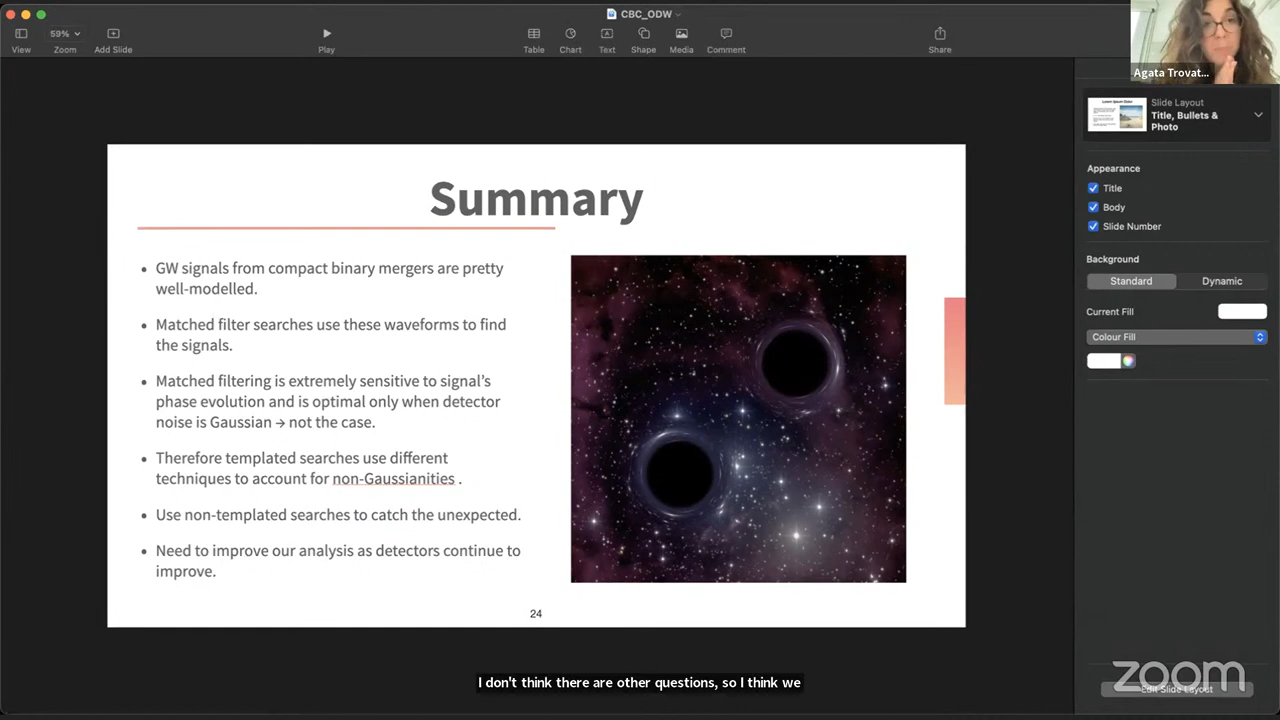 CBC_ODW
59%
View
Zoom
Add Slide
Play
Table
Chart
Text
Shape
Media
Comment
Share
Agata Trovat...
Slide Layout
Title, Bullets &
Photo
Appearance
Title
Body
Slide Number
Background
Standard
Dynamic
Current Fill
Colour Fill
Edit Slide Layout
Summary
• GW signals from compact binary mergers are pretty
well-modelled.
• Matched filter searches use these waveforms to find
the signals.
• Matched filtering is extremely sensitive to signal's
phase evolution and is optimal only when detector
noise is Gaussian → not the case.
• Therefore templated searches use different
techniques to account for non-Gaussianities .
• Use non-templated searches to catch the unexpected.
• Need to improve our analysis as detectors continue to
improve.
24
I don't think there are other questions, so I think we
zoom